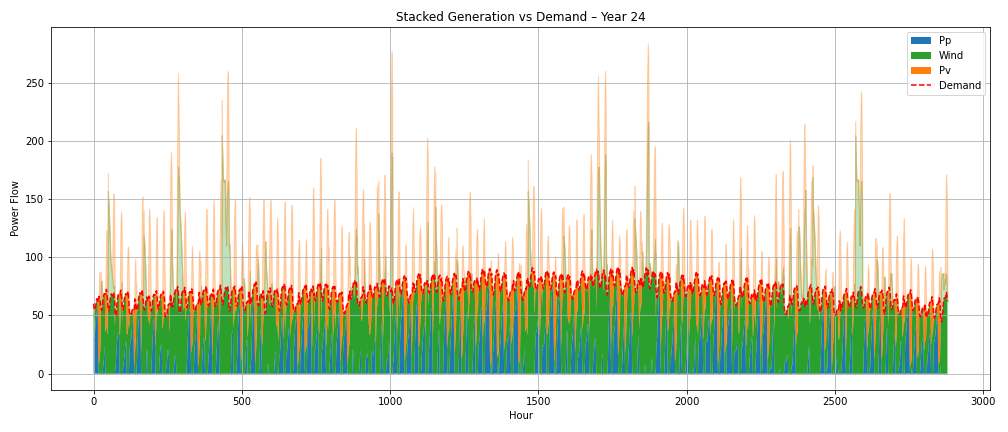 Stacked Generation vs Demand – Year 24
Power Flow
250
200
150
100
50
0
0 500 1000 1500 2000 2500 3000
Hour
Pp
Wind
Pv
Demand